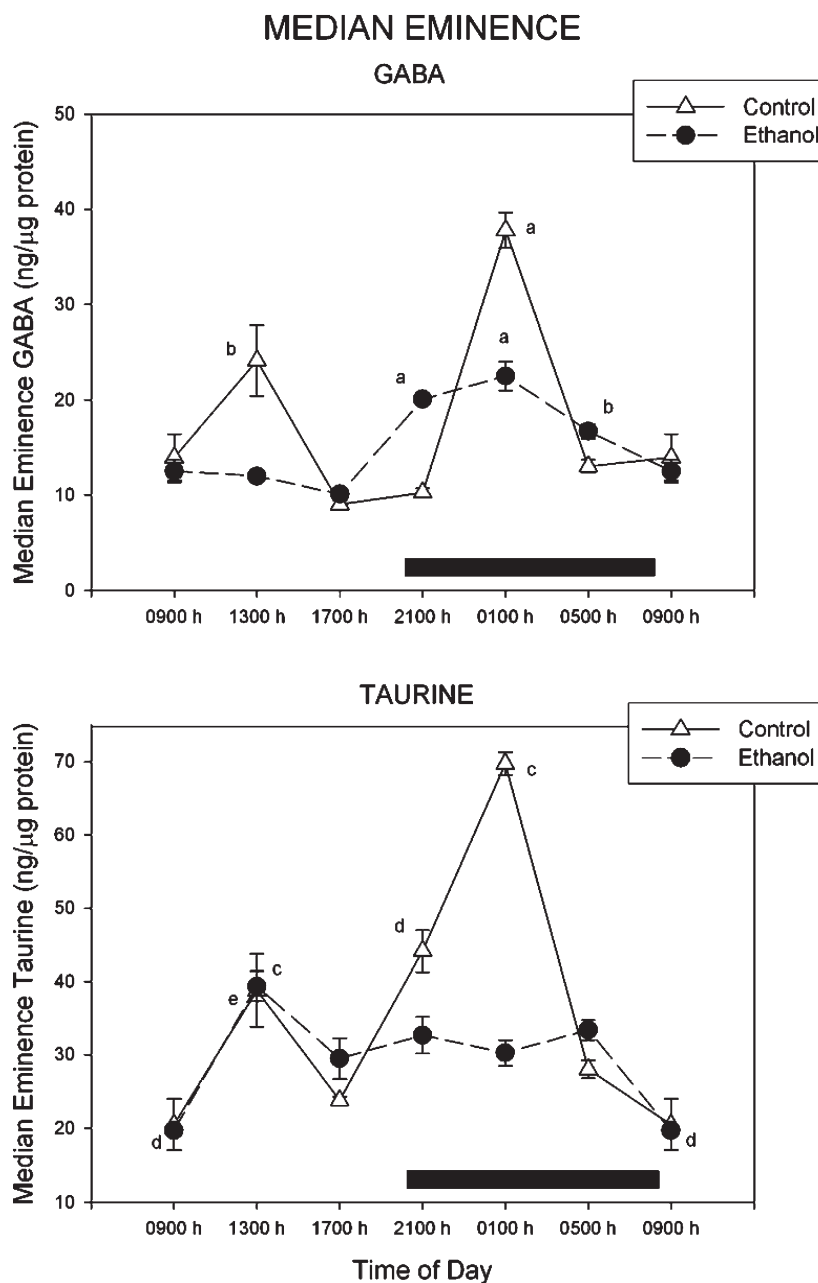 MEDIAN EMINENCE
GABA
Control
Ethanol
Median Eminence GABA (ng/μg protein)
50
40
30
20
10
0
b
a
a
a
b
0900 h 1300 h 1700 h 2100 h 0100 h 0500 h 0900 h
TAURINE
Control
Ethanol
Median Eminence Taurine (ng/μg protein)
70
60
50
40
30
20
10
c
d
c
e
d
d
0900 h 1300 h 1700 h 2100 h 0100 h 0500 h 0900 h
Time of Day